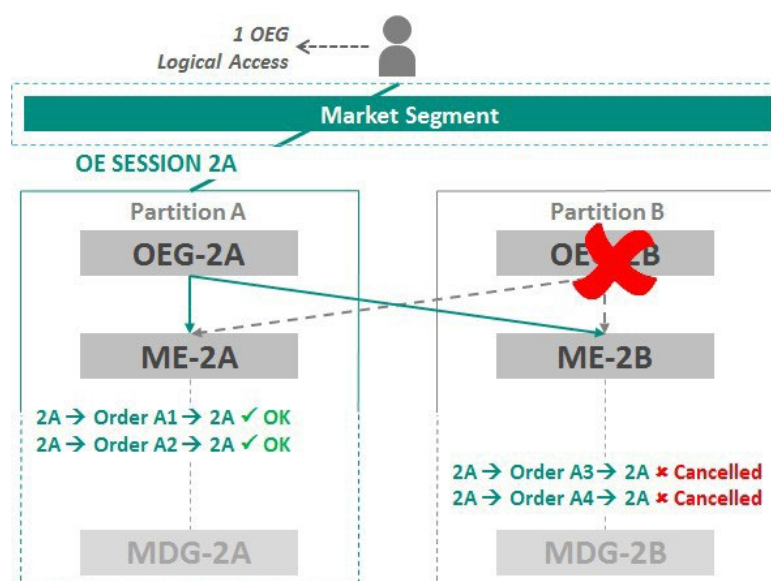 1 OEG
Logical Access
Market Segment
OE SESSION 2A
Partition A
Partition B
OEG-2A
OE 2B
ME-2A
ME-2B
2A → Order A1 → 2A ✓ OK
2A → Order A2 → 2A ✓ OK
2A → Order A3 → 2A ✖ Cancelled
2A → Order A4 → 2A ✖ Cancelled
MDG-2A
MDG-2B